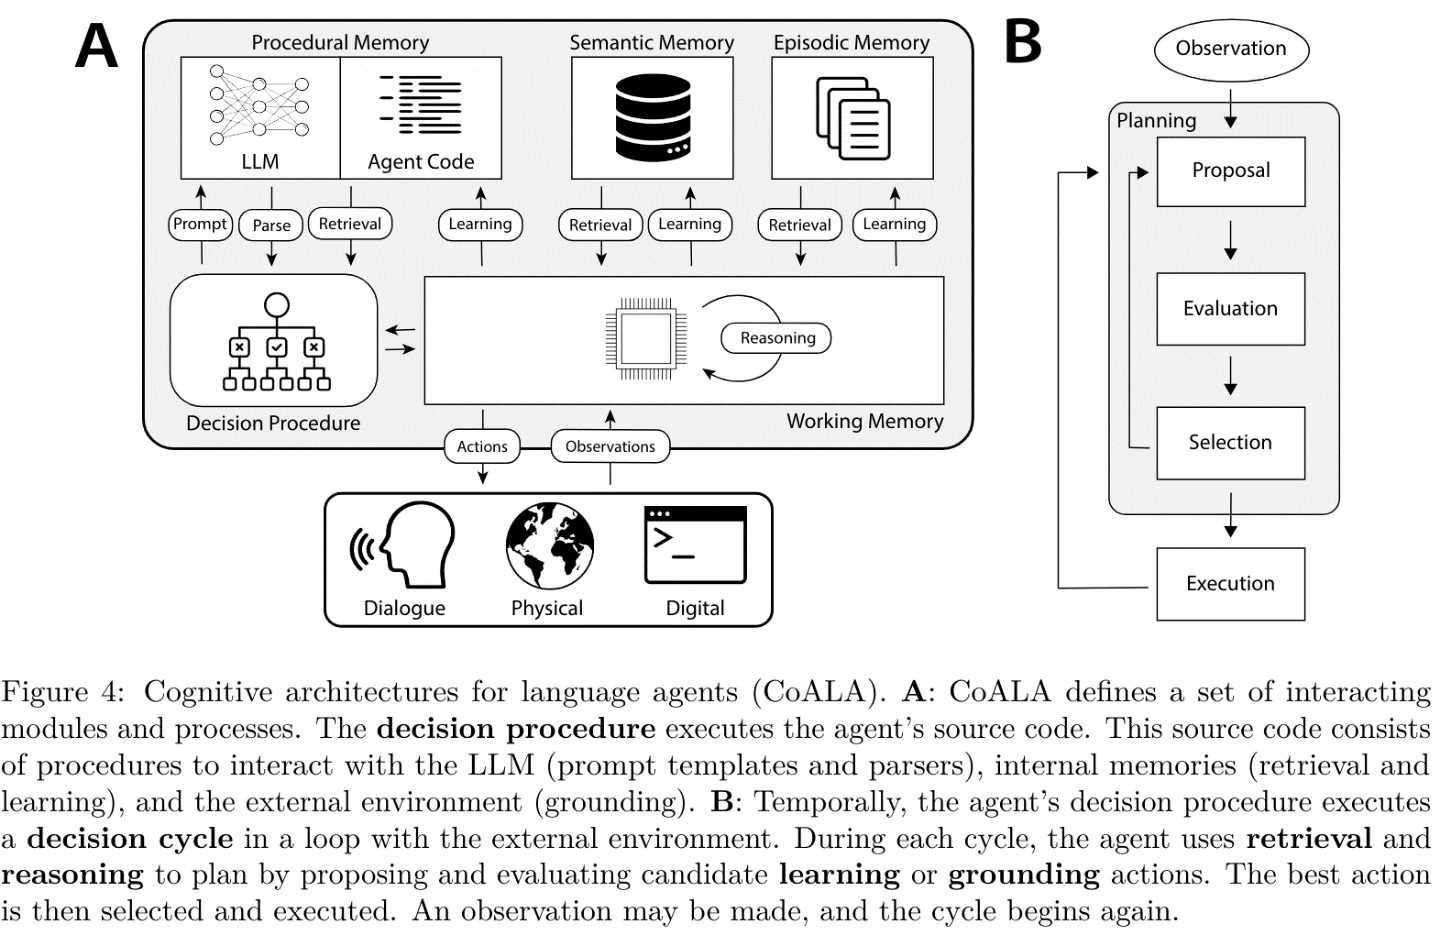 A
Procedural Memory
Semantic Memory
Episodic Memory
LLM
Agent Code
Prompt
Parse
Retrieval
Learning
Retrieval
Learning
Retrieval
Learning
Reasoning
Decision Procedure
Working Memory
Actions
Observations
>_
Dialogue
Physical
Digital
B
Observation
Planning
Proposal
Evaluation
Selection
Execution
Figure 4: Cognitive architectures for language agents (CoALA). A: CoALA defines a set of interacting
modules and processes. The decision procedure executes the agent's source code. This source code consists
of procedures to interact with the LLM (prompt templates and parsers), internal memories (retrieval and
learning), and the external environment (grounding). B: Temporally, the agent's decision procedure executes
a decision cycle in a loop with the external environment. During each cycle, the agent uses retrieval and
reasoning to plan by proposing and evaluating candidate learning or grounding actions. The best action
is then selected and executed. An observation may be made, and the cycle begins again.